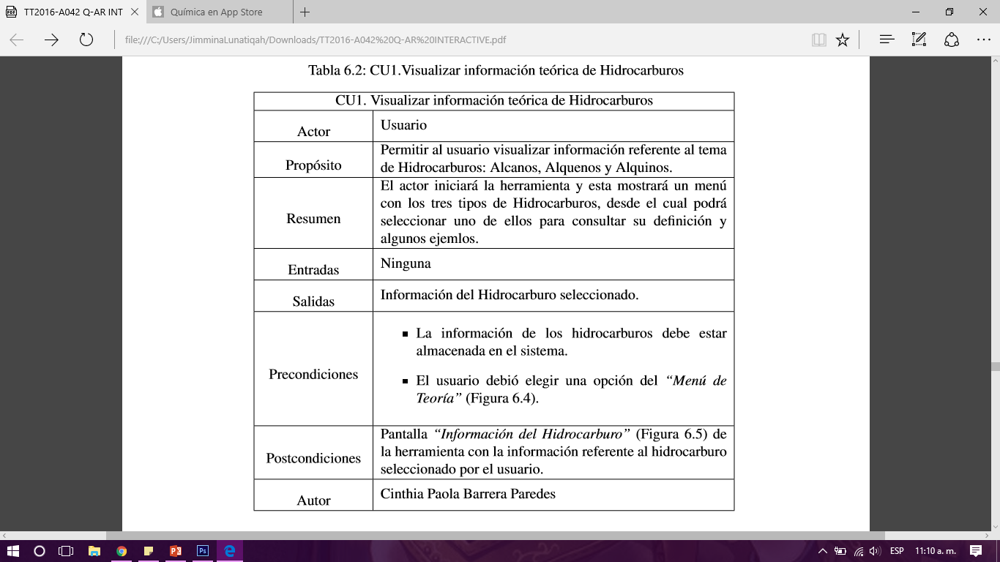 TT2016-A042 Q-AR INT
Química en App Store
file:///C:/Users/JimminaLunatiqah/Downloads/TT2016-A042%20Q-AR%20INTERACTIVE.pdf
Tabla 6.2: CU1.Visualizar información teórica de Hidrocarburos
CU1. Visualizar información teórica de Hidrocarburos
Actor
Usuario
Propósito
Permitir al usuario visualizar información referente al tema
de Hidrocarburos: Alcanos, Alquenos y Alquinos.
Resumen
El actor iniciará la herramienta y esta mostrará un menú
con los tres tipos de Hidrocarburos, desde el cual podrá
seleccionar uno de ellos para consultar su definición y
algunos ejemlos.
Entradas
Ninguna
Salidas
Información del Hidrocarburo seleccionado.
Precondiciones
▪ La información de los hidrocarburos debe estar
almacenada en el sistema.
▪ El usuario debió elegir una opción del “Menú de
Teoría” (Figura 6.4).
Postcondiciones
Pantalla “Información del Hidrocarburo” (Figura 6.5) de
la herramienta con la información referente al hidrocarburo
seleccionado por el usuario.
Autor
Cinthia Paola Barrera Paredes
ESP
11:10 a. m.